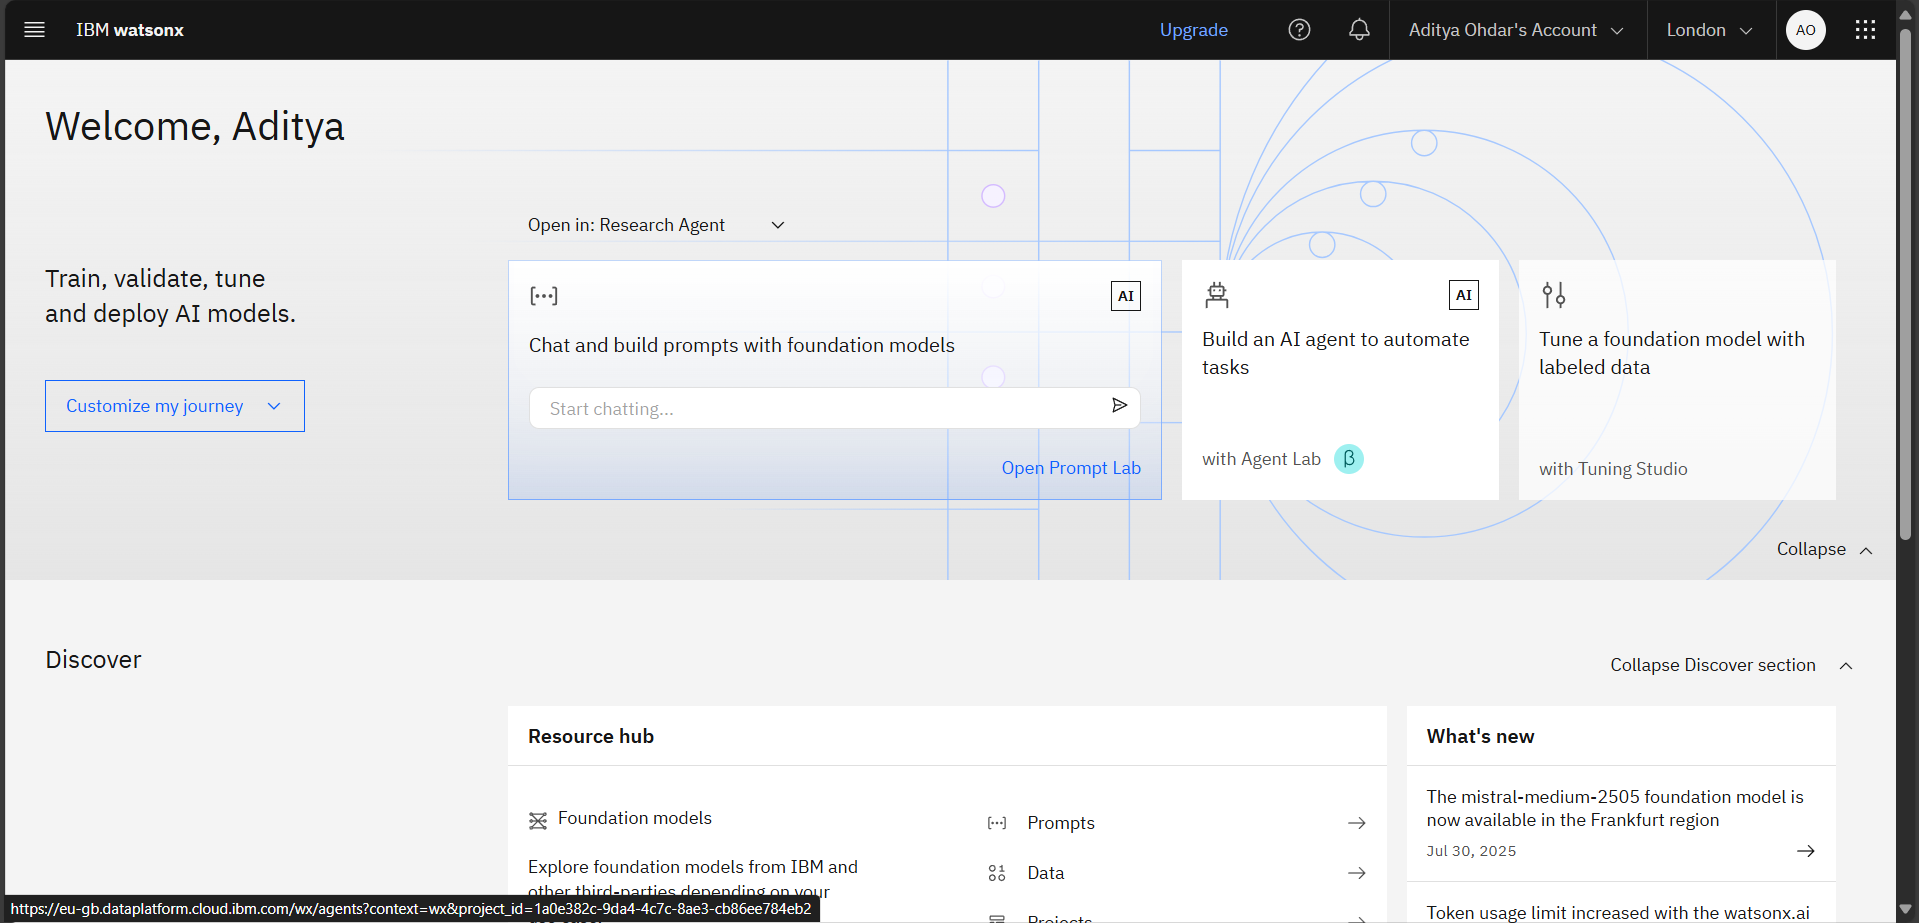 IBM watsonx
Upgrade
Aditya Ohdar's Account
London
AO
Welcome, Aditya
Train, validate, tune
and deploy AI models.
Customize my journey
Open in: Research Agent
AI
Chat and build prompts with foundation models
Start chatting...
Open Prompt Lab
AI
Build an AI agent to automate
tasks
with Agent Lab β
Tune a foundation model with
labeled data
with Tuning Studio
Collapse
Discover
Collapse Discover section
Resource hub
Foundation models
Explore foundation models from IBM and
other third-parties depending on your
Prompts
Data
Projects
What's new
The mistral-medium-2505 foundation model is
now available in the Frankfurt region
Jul 30, 2025
Token usage limit increased with the watsonx.ai
https://eu-gb.dataplatform.cloud.ibm.com/wx/agents?context=wx&project_id=1a0e382c-9da4-4c7c-8ae3-cb86ee784eb2